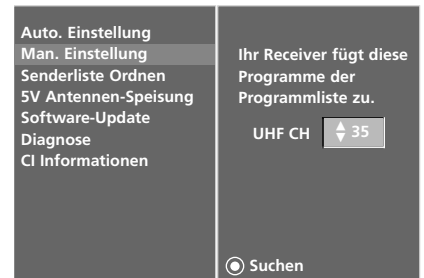 Auto. Einstellung
Man. Einstellung
Senderliste Ordnen
5V Antennen-Speisung
Software-Update
Diagnose
CI Informationen
Ihr Receiver fügt diese
Programme der
Programmliste zu.
UHF CH 35
Suchen